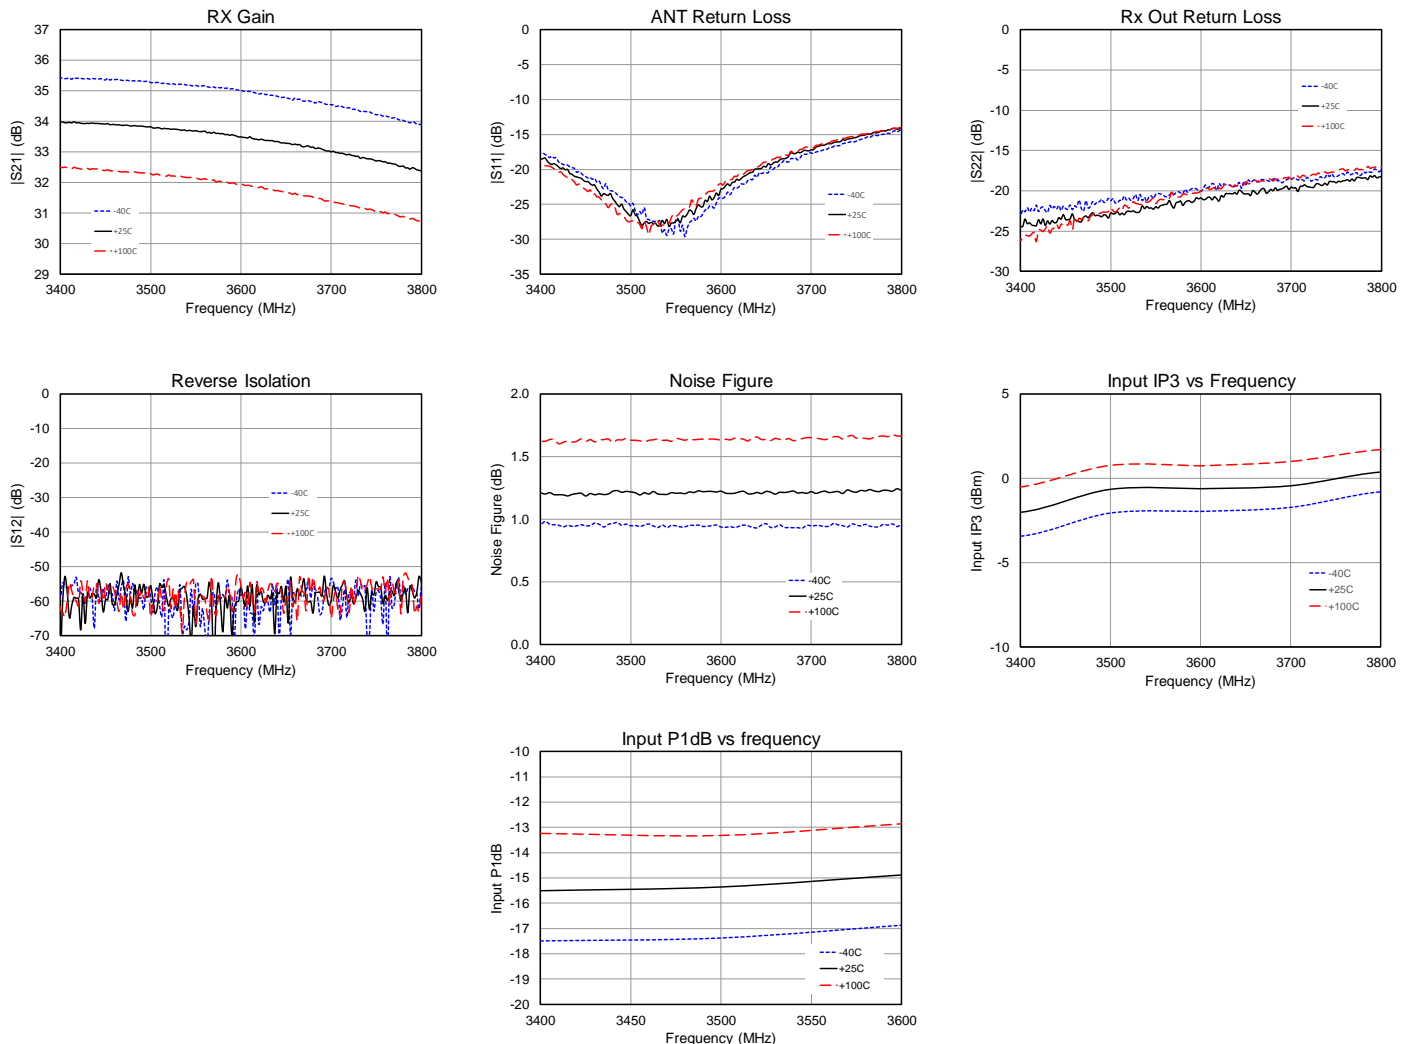 RX Gain
37
36
35
34
33
32
31
30
29
|S21| (dB)
-40C
+25C
+100C
3400
3500
3600
3700
3800
Frequency (MHz)
ANT Return Loss
0
-5
-10
-15
-20
-25
-30
-35
|S11| (dB)
-40C
+25C
+100C
3400
3500
3600
3700
3800
Frequency (MHz)
Rx Out Return Loss
0
-5
-10
-15
-20
-25
-30
|S22| (dB)
-40C
+25C
+100C
3400
3500
3600
3700
3800
Frequency (MHz)
Reverse Isolation
0
-10
-20
-30
-40
-50
-60
-70
|S12| (dB)
-40C
+25C
+100C
3400
3500
3600
3700
3800
Frequency (MHz)
Noise Figure
2.0
1.5
1.0
0.5
0.0
Noise Figure (dB)
-40C
+25C
+100C
3400
3500
3600
3700
3800
Frequency (MHz)
Input IP3 vs Frequency
5
0
-5
-10
Input IP3 (dBm)
-40C
+25C
+100C
3400
3500
3600
3700
3800
Frequency (MHz)
Input P1dB vs frequency
-10
-11
-12
-13
-14
-15
-16
-17
-18
-19
-20
Input P1dB
-40C
+25C
+100C
3400
3450
3500
3550
3600
Frequency (MHz)